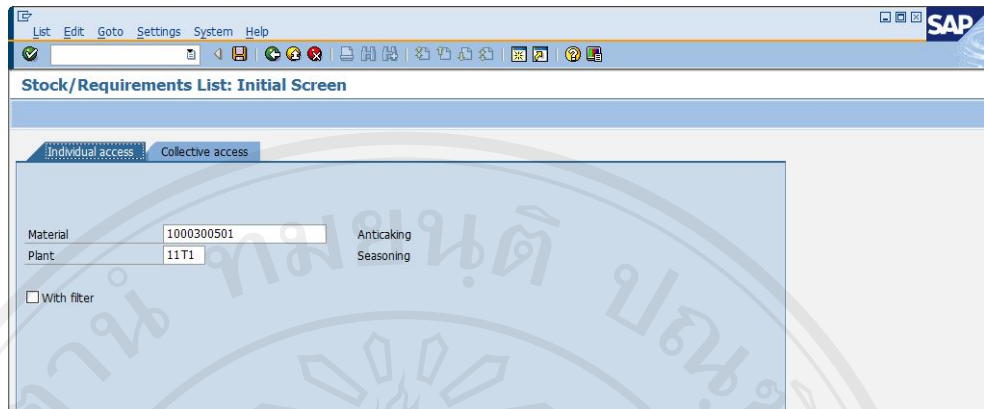 List Edit Goto Settings System Help
SAP
Stock/Requirements List: Initial Screen
Individual access Collective access
Material 1000300501 Anticaking
Plant 11T1 Seasoning
With filter